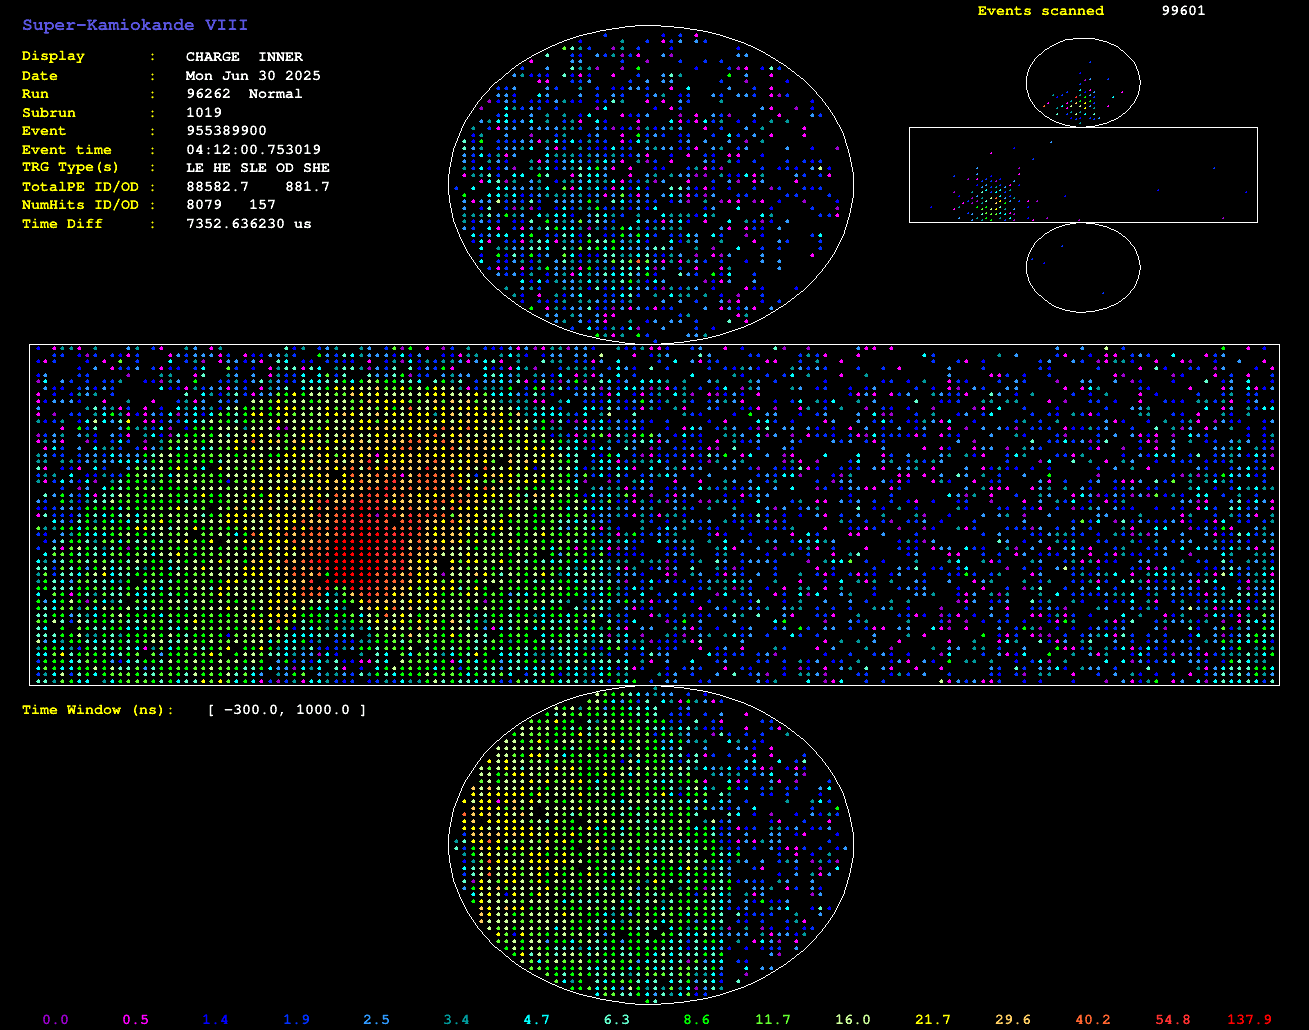 Super-Kamiokande VIII
Events scanned 99601
Display : CHARGE INNER
Date : Mon Jun 30 2025
Run : 96262 Normal
Subrun : 1019
Event : 955389900
Event time : 04:12:00.753019
TRG Type(s) : LE HE SLE OD SHE
TotalPE ID/OD : 88582.7 881.7
NumHits ID/OD : 8079 157
Time Diff : 7352.636230 us
Time Window (ns): [ -300.0, 1000.0 ]
0.0 0.5 1.4 1.9 2.5 3.4 4.7 6.3 8.6 11.7 16.0 21.7 29.6 40.2 54.8 137.9